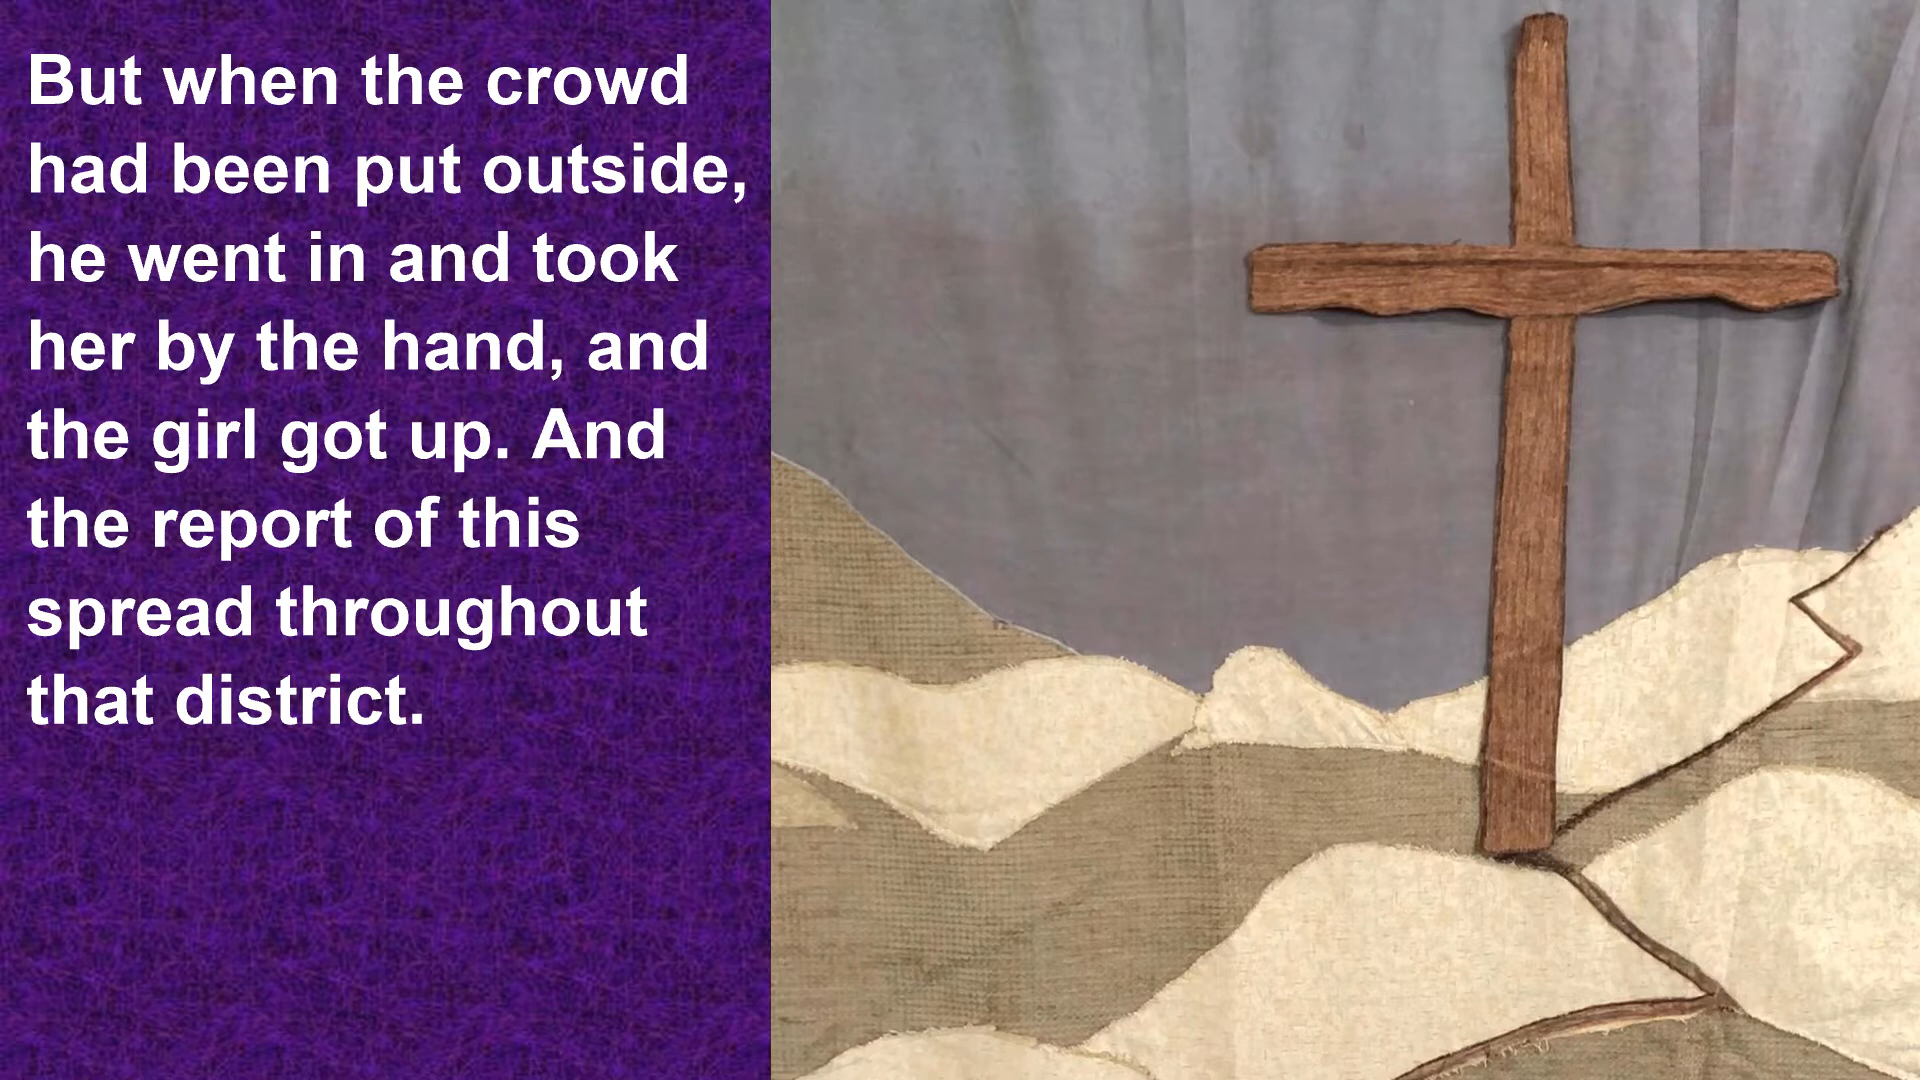 But when the crowd
had been put outside,
he went in and took
her by the hand, and
the girl got up. And
the report of this
spread throughout
that district.